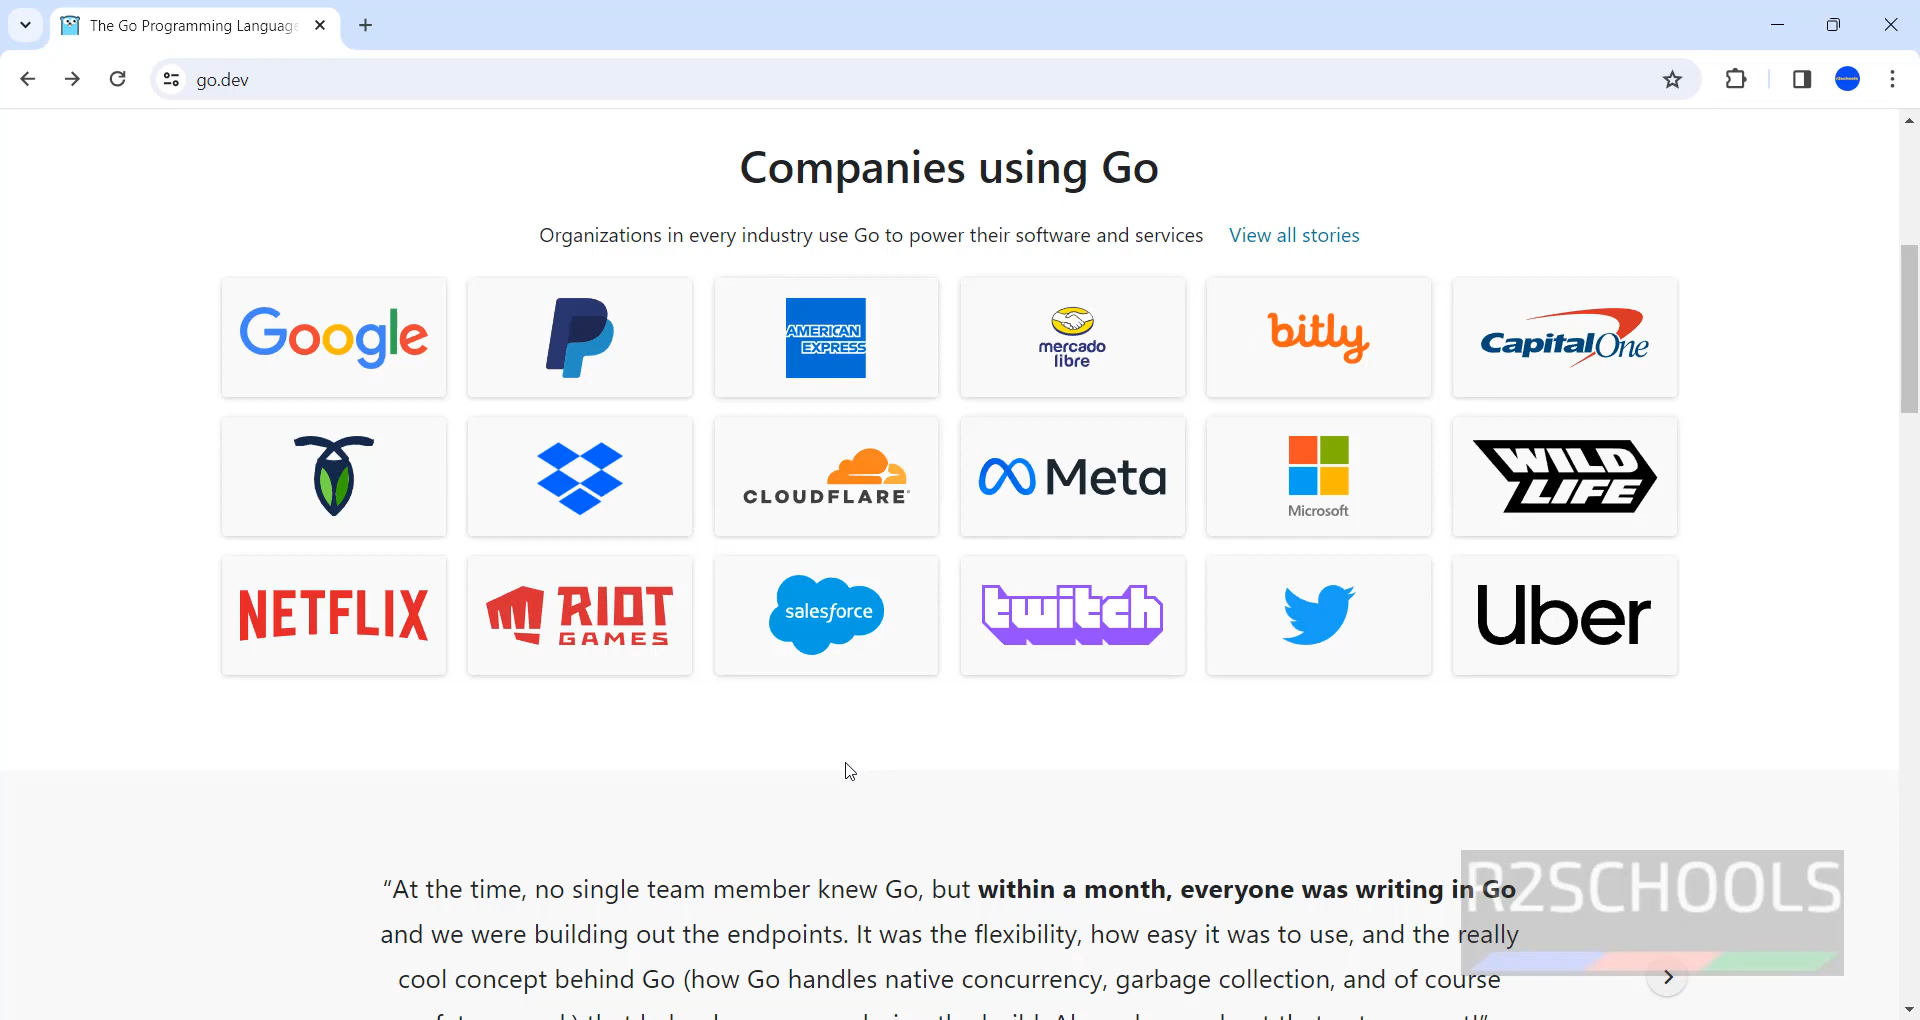 The Go Programming Language
go.dev
Companies using Go
Organizations in every industry use Go to power their software and services View all stories
Google
AMERICAN
EXPRESS
mercado
libre
bitly
Capital One
CLOUDFLARE
Meta
Microsoft
WILD
LIFE
NETFLIX
RIOT
GAMES
salesforce
twitch
Uber
“At the time, no single team member knew Go, but within a month, everyone was writing in Go
and we were building out the endpoints. It was the flexibility, how easy it was to use, and the really
cool concept behind Go (how Go handles native concurrency, garbage collection, and of course
R2SCHOOLS